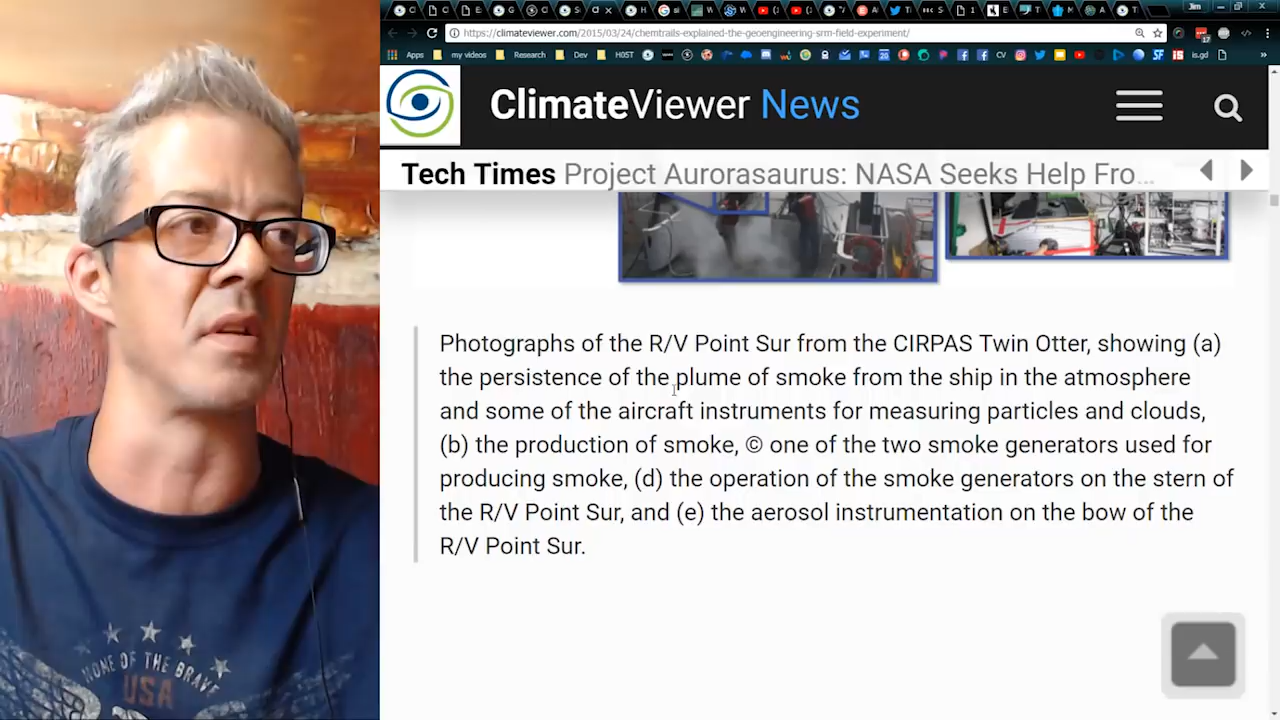 Jim
https://climateviewer.com/2015/03/24/chemtrails-explained-the-geoengineering-srm-field-experiment/
Apps my videos Research Dev H05T CV is.gd
ClimateViewer News
Tech Times Project Aurorasaurus: NASA Seeks Help Fro...
Photographs of the R/V Point Sur from the CIRPAS Twin Otter, showing (a)
the persistence of the plume of smoke from the ship in the atmosphere
and some of the aircraft instruments for measuring particles and clouds,
(b) the production of smoke, © one of the two smoke generators used for
producing smoke, (d) the operation of the smoke generators on the stern of
the R/V Point Sur, and (e) the aerosol instrumentation on the bow of the
R/V Point Sur.
HOME OF THE BRAVE
USA